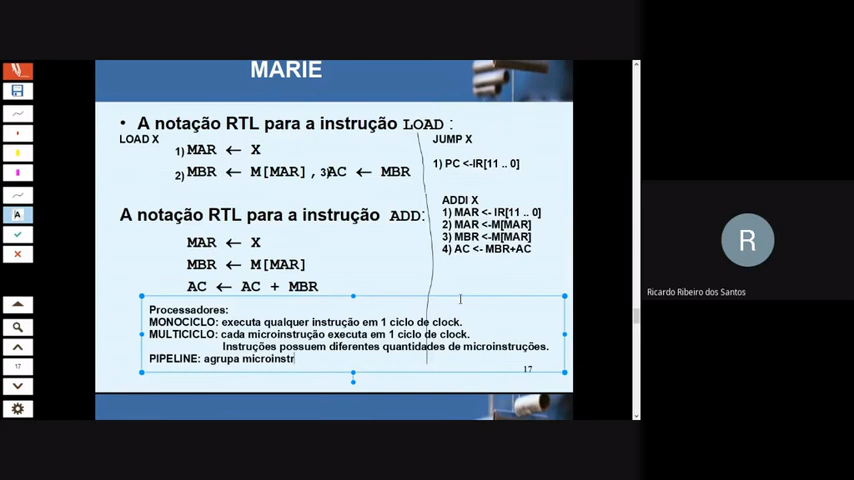 MARIE
• A notação RTL para a instrução LOAD :
LOAD X
1) MAR ← X
2) MBR ← M[MAR], 3)AC ← MBR
JUMP X
1) PC <-IR[11 .. 0]
ADDI X
1) MAR <- IR[11 .. 0]
2) MAR <-M[MAR]
3) MBR <-M[MAR]
4) AC <- MBR+AC
A notação RTL para a instrução ADD:
MAR ← X
MBR ← M[MAR]
AC ← AC + MBR
Processadores:
MONOCICLO: executa qualquer instrução em 1 ciclo de clock.
MULTICICLO: cada microinstrução executa em 1 ciclo de clock.
Instruções possuem diferentes quantidades de microinstruções.
PIPELINE: agrupa microinstr
17
A
17
R
Ricardo Ribeiro dos Santos